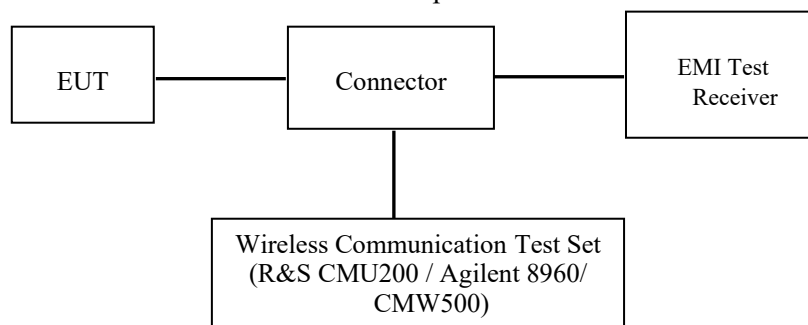 EUT
Connector
EMI Test
Receiver
Wireless Communication Test Set
(R&S CMU200 / Agilent 8960/
CMW500)